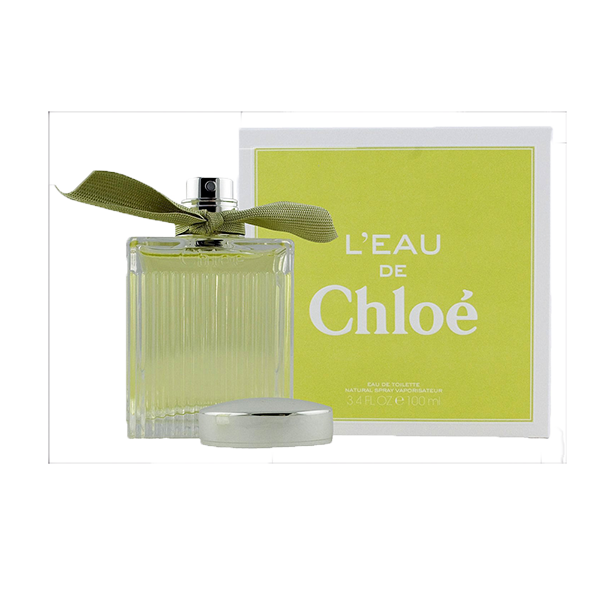 L'EAU
DE
Chloé
EAU DE TOILETTE
NATURAL SPRAY VAPORISATEUR
3.4 FL.OZ e 100 ml